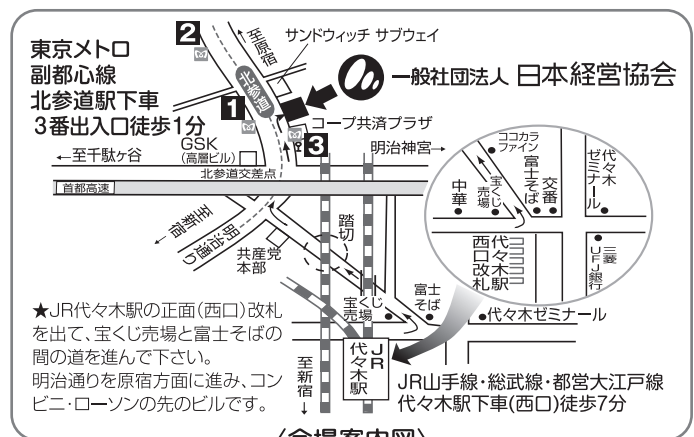 東京メトロ
副都心線
北参道駅下車
3番出入口徒歩1分
2
至原宿
サンドウィッチ サブウェイ
北参道
一般社団法人 日本経営協会
1
コープ共済プラザ
3
GSK
(高層ビル)
明治神宮→
←至千駄ヶ谷
北参道交差点
首都高速
至新宿
明治通り
共産党
本部
踏切
宝くじ
売場
富士
そば
代々木ゼミナール
ココカラ
ファイン
中華
宝くじ
売場
富士そば
交番
代々木
ゼミナール
代々木駅
西口改札
三菱
UFJ銀行
★JR代々木駅の正面(西口)改札
を出て、宝くじ売場と富士そばの
間の道を進んで下さい。
明治通りを原宿方面に進み、コン
ビニ・ローソンの先のビルです。
至新宿
↓
JR
代々木駅
JR山手線・総武線・都営大江戸線
代々木駅下車(西口)徒歩7分
〈会場案内図〉